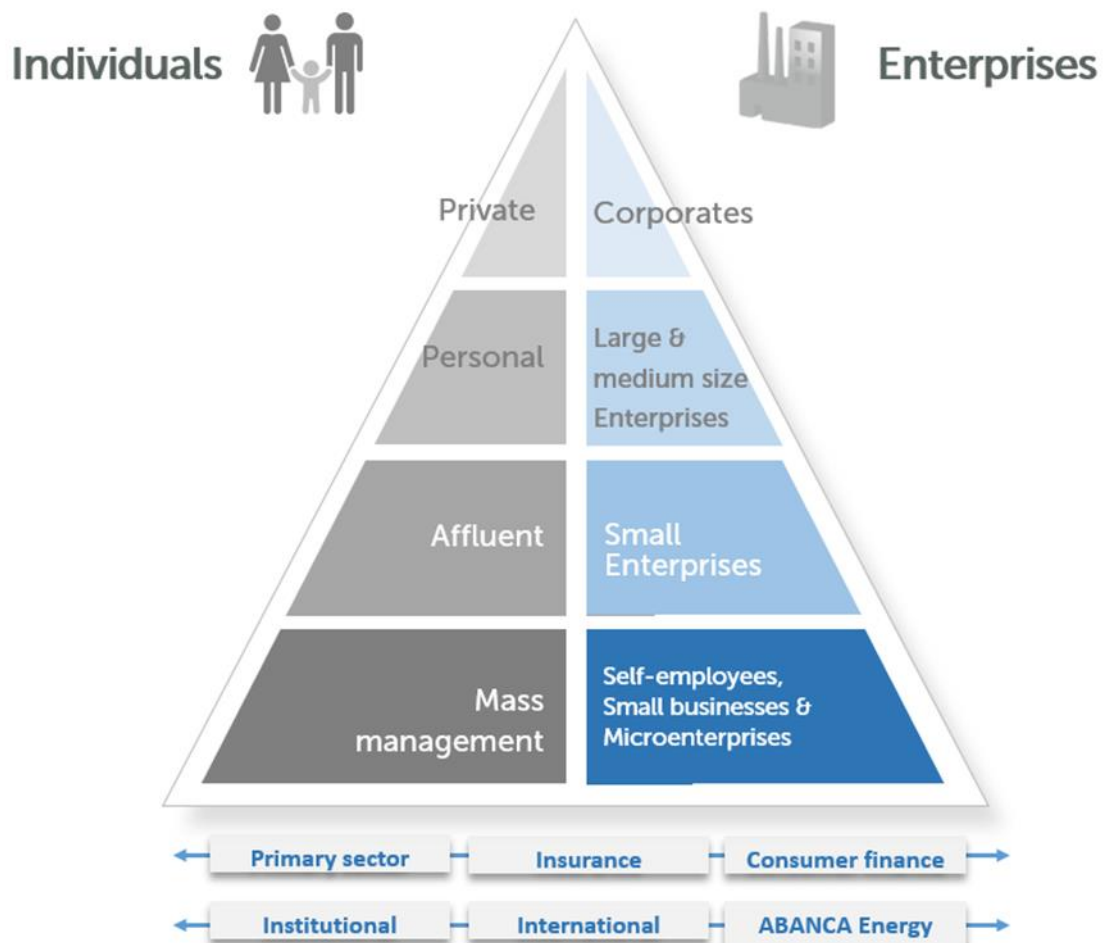 Individuals
Enterprises
Private
Corporates
Personal
Large &
medium size
Enterprises
Affluent
Small
Enterprises
Mass
management
Self-employees,
Small businesses &
Microenterprises
Primary sector
Insurance
Consumer finance
Institutional
International
ABANCA Energy